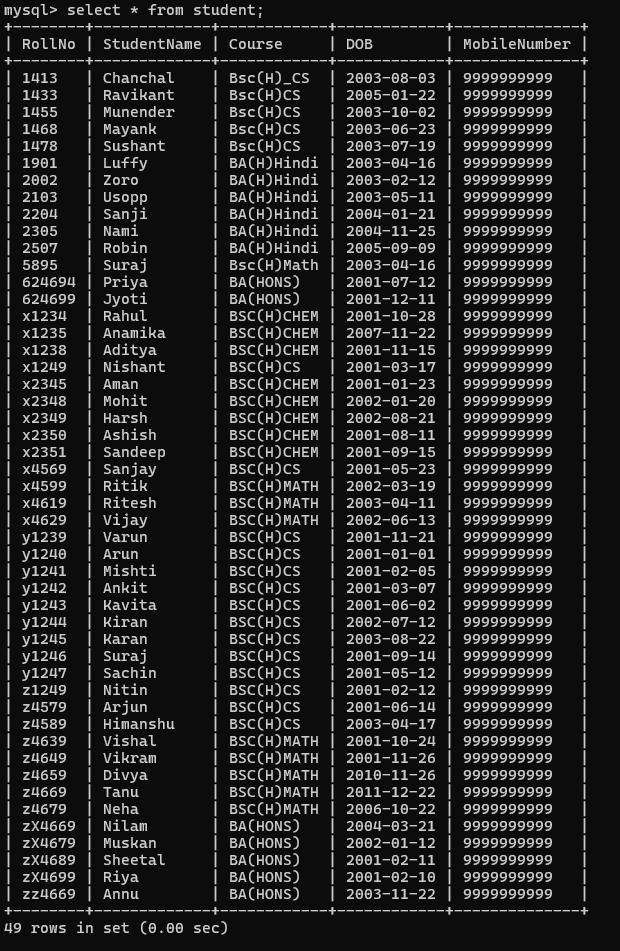 mysql> select * from student;
+--------+-------------+------------+------------+--------------+
| RollNo | StudentName | Course     | DOB        | MobileNumber |
+--------+-------------+------------+------------+--------------+
| 1413   | Chanchal    | Bsc(H)_CS  | 2003-08-03 | 9999999999   |
| 1433   | Ravikant    | Bsc(H)CS   | 2005-01-22 | 9999999999   |
| 1455   | Munender    | Bsc(H)CS   | 2003-10-02 | 9999999999   |
| 1468   | Mayank      | Bsc(H)CS   | 2003-06-23 | 9999999999   |
| 1478   | Sushant     | Bsc(H)CS   | 2003-07-19 | 9999999999   |
| 1901   | Luffy       | BA(H)Hindi | 2003-04-16 | 9999999999   |
| 2002   | Zoro        | BA(H)Hindi | 2003-02-12 | 9999999999   |
| 2103   | Usopp       | BA(H)Hindi | 2003-05-11 | 9999999999   |
| 2204   | Sanji       | BA(H)Hindi | 2004-01-21 | 9999999999   |
| 2305   | Nami        | BA(H)Hindi | 2004-11-25 | 9999999999   |
| 2507   | Robin       | BA(H)Hindi | 2005-09-09 | 9999999999   |
| 5895   | Suraj       | Bsc(H)Math | 2003-04-16 | 9999999999   |
| 624694 | Priya       | BA(HONS)   | 2001-07-12 | 9999999999   |
| 624699 | Jyoti       | BA(HONS)   | 2001-12-11 | 9999999999   |
| x1234  | Rahul       | BSC(H)CHEM | 2001-10-28 | 9999999999   |
| x1235  | Anamika     | BSC(H)CHEM | 2007-11-22 | 9999999999   |
| x1238  | Aditya      | BSC(H)CHEM | 2001-11-15 | 9999999999   |
| x1249  | Nishant     | BSC(H)CS   | 2001-03-17 | 9999999999   |
| x2345  | Aman        | BSC(H)CHEM | 2001-01-23 | 9999999999   |
| x2348  | Mohit       | BSC(H)CHEM | 2002-01-20 | 9999999999   |
| x2349  | Harsh       | BSC(H)CHEM | 2002-08-21 | 9999999999   |
| x2350  | Ashish      | BSC(H)CHEM | 2001-08-11 | 9999999999   |
| x2351  | Sandeep     | BSC(H)CHEM | 2001-09-15 | 9999999999   |
| x4569  | Sanjay      | BSC(H)CS   | 2001-05-23 | 9999999999   |
| x4599  | Ritik       | BSC(H)MATH | 2002-03-19 | 9999999999   |
| x4619  | Ritesh      | BSC(H)MATH | 2003-04-11 | 9999999999   |
| x4629  | Vijay       | BSC(H)MATH | 2002-06-13 | 9999999999   |
| y1239  | Varun       | BSC(H)CS   | 2001-11-21 | 9999999999   |
| y1240  | Arun        | BSC(H)CS   | 2001-01-01 | 9999999999   |
| y1241  | Mishti      | BSC(H)CS   | 2001-02-05 | 9999999999   |
| y1242  | Ankit       | BSC(H)CS   | 2001-03-07 | 9999999999   |
| y1243  | Kavita      | BSC(H)CS   | 2001-06-02 | 9999999999   |
| y1244  | Kiran       | BSC(H)CS   | 2002-07-12 | 9999999999   |
| y1245  | Karan       | BSC(H)CS   | 2003-08-22 | 9999999999   |
| y1246  | Suraj       | BSC(H)CS   | 2001-09-14 | 9999999999   |
| y1247  | Sachin      | BSC(H)CS   | 2001-05-12 | 9999999999   |
| z1249  | Nitin       | BSC(H)CS   | 2001-02-12 | 9999999999   |
| z4579  | Arjun       | BSC(H)CS   | 2001-06-14 | 9999999999   |
| z4589  | Himanshu    | BSC(H)CS   | 2003-04-17 | 9999999999   |
| z4639  | Vishal      | BSC(H)MATH | 2001-10-24 | 9999999999   |
| z4649  | Vikram      | BSC(H)MATH | 2001-11-26 | 9999999999   |
| z4659  | Divya       | BSC(H)MATH | 2010-11-26 | 9999999999   |
| z4669  | Tanu        | BSC(H)MATH | 2011-12-22 | 9999999999   |
| z4679  | Neha        | BSC(H)MATH | 2006-10-22 | 9999999999   |
| zX4669 | Nilam       | BA(HONS)   | 2004-03-21 | 9999999999   |
| zX4679 | Muskan      | BA(HONS)   | 2002-01-12 | 9999999999   |
| zX4689 | Sheetal     | BA(HONS)   | 2001-02-11 | 9999999999   |
| zX4699 | Riya        | BA(HONS)   | 2001-02-10 | 9999999999   |
| zz4669 | Annu        | BA(HONS)   | 2003-11-22 | 9999999999   |
+--------+-------------+------------+------------+--------------+
49 rows in set (0.00 sec)